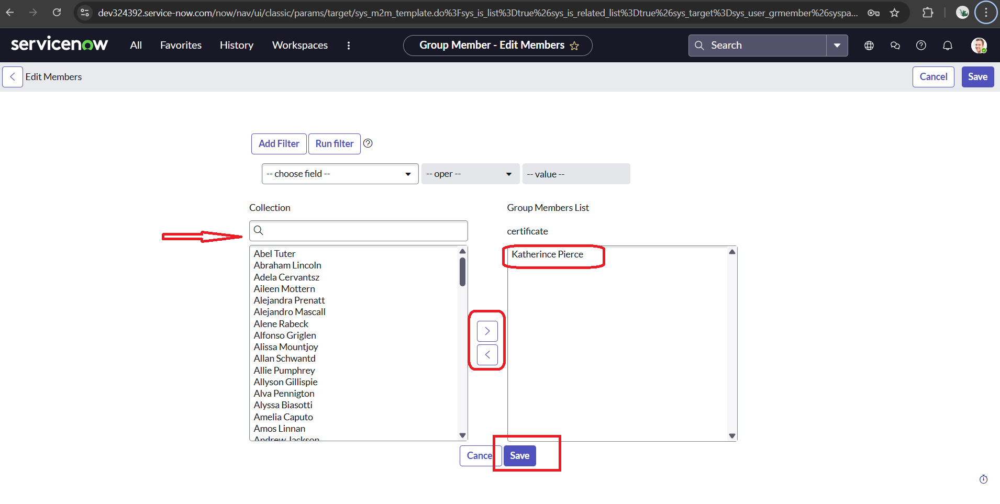 dev324392.service-now.com/now/nav/ui/classic/params/target/sys_m2m_template.do%3Fsys_is_list%3Dtrue%26sys_is_related_list%3Dtrue%26sys_target%3Dsys_user_grmember%26syspa...
servicenow All Favorites History Workspaces Group Member - Edit Members Search
Edit Members Cancel Save
Add Filter Run filter
-- choose field -- -- oper -- -- value --
Collection Group Members List
certificate
Abel Tuter Katherince Pierce
Abraham Lincoln
Adela Cervantsz
Aileen Mottern
Alejandra Prenatt
Alejandro Mascall
Alene Rabeck
Alfonso Griglen
Alissa Mountjoy
Allan Schwantd
Allie Pumphrey
Allyson Gillispie
Alva Pennigton
Alyssa Biasotti
Amelia Caputo
Amos Linnan
Andrew Jackson
Cance Save